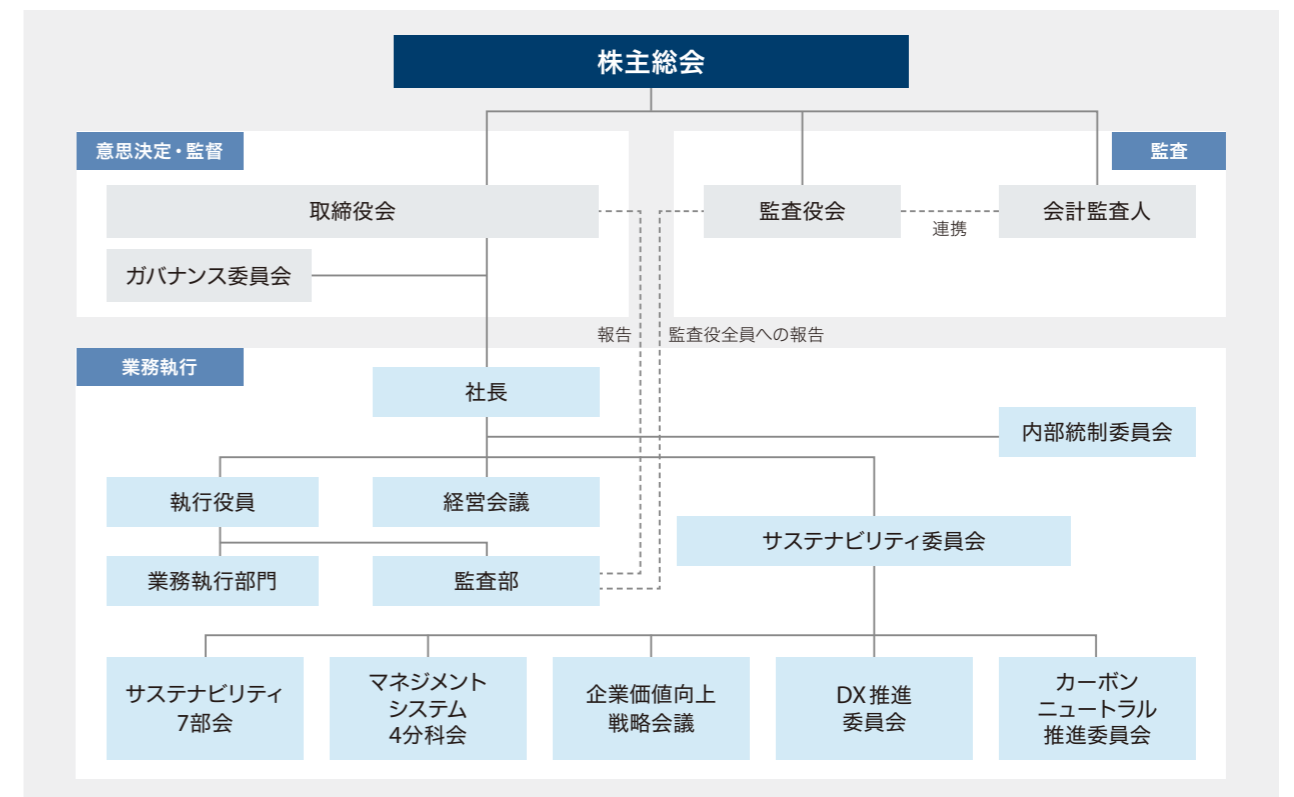 株主総会
意思決定・監督
監査
取締役会
監査役会
連携
会計監査人
ガバナンス委員会
報告
監査役全員への報告
業務執行
社長
内部統制委員会
執行役員
経営会議
サステナビリティ委員会
業務執行部門
監査部
サステナビリティ
7部会
マネジメント
システム
4分科会
企業価値向上
戦略会議
DX推進
委員会
カーボン
ニュートラル
推進委員会